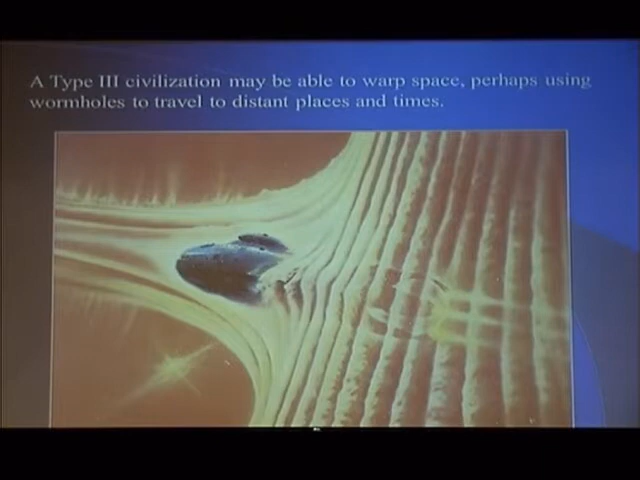 A Type III civilization may be able to warp space, perhaps using
wormholes to travel to distant places and times.